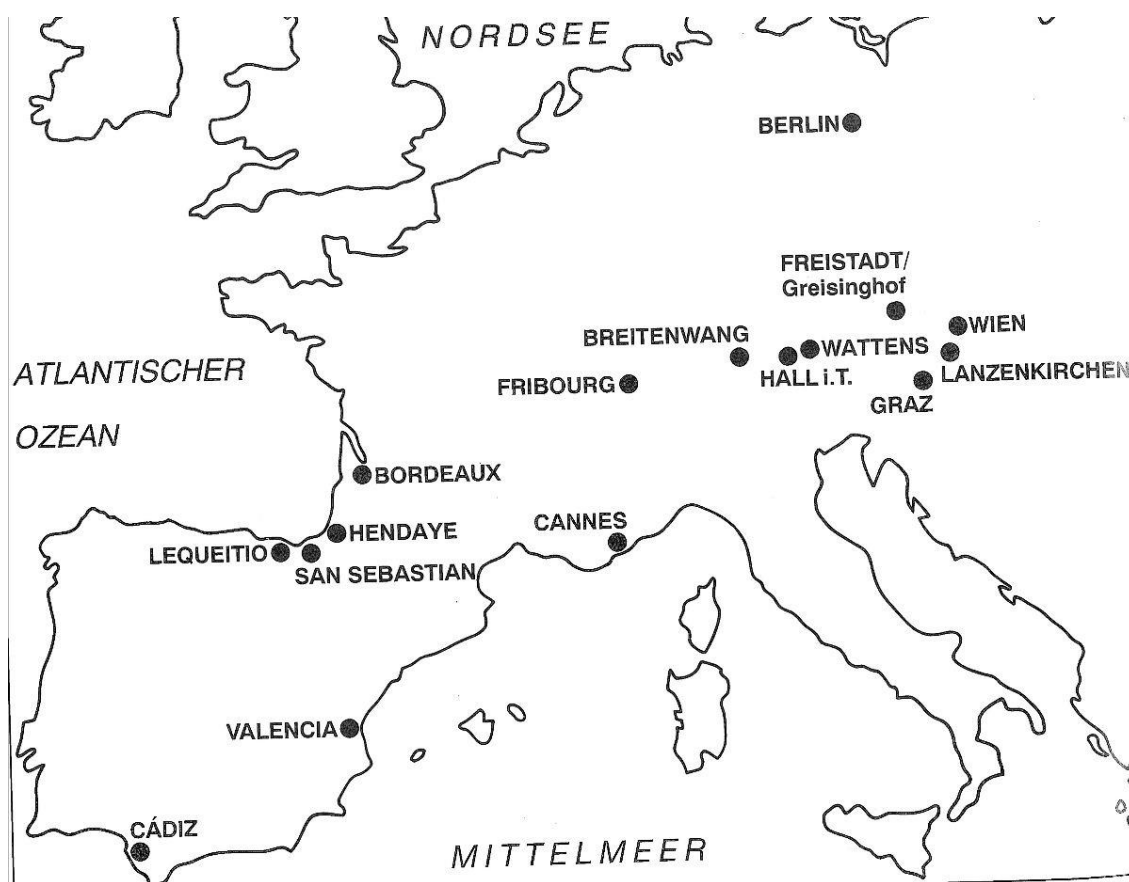 NORDSEE
BERLIN
FREISTADT/
Greisinghof
WIEN
BREITENWANG
WATTENS
ATLANTISCHER
LANZENKIRCHEN
HALL i.T.
FRIBOURG
GRAZ
OZEAN
BORDEAUX
CANNES
HENDAYE
LEQUEITIO
SAN SEBASTIAN
VALENCIA
CÁDIZ
MITTELMEER